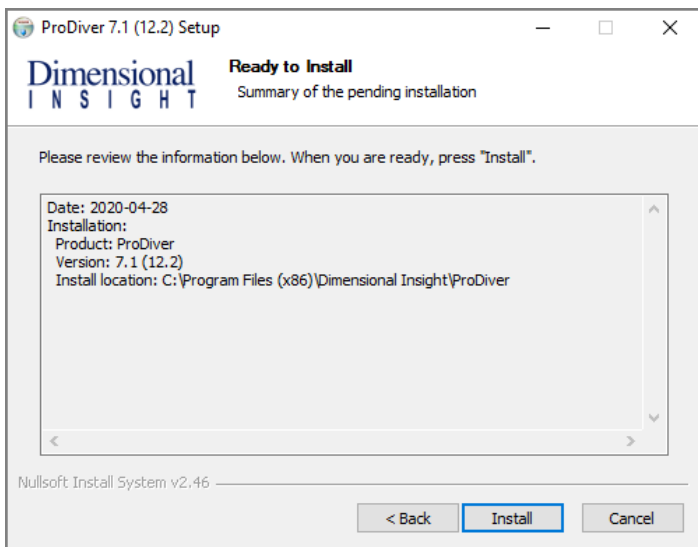 ProDiver 7.1 (12.2) Setup
Dimensional
INSIGHT
Ready to Install
Summary of the pending installation
Please review the information below. When you are ready, press "Install".
Date: 2020-04-28
Installation:
Product: ProDiver
Version: 7.1 (12.2)
Install location: C:\Program Files (x86)\Dimensional Insight\ProDiver
Nullsoft Install System v2.46
< Back
Install
Cancel